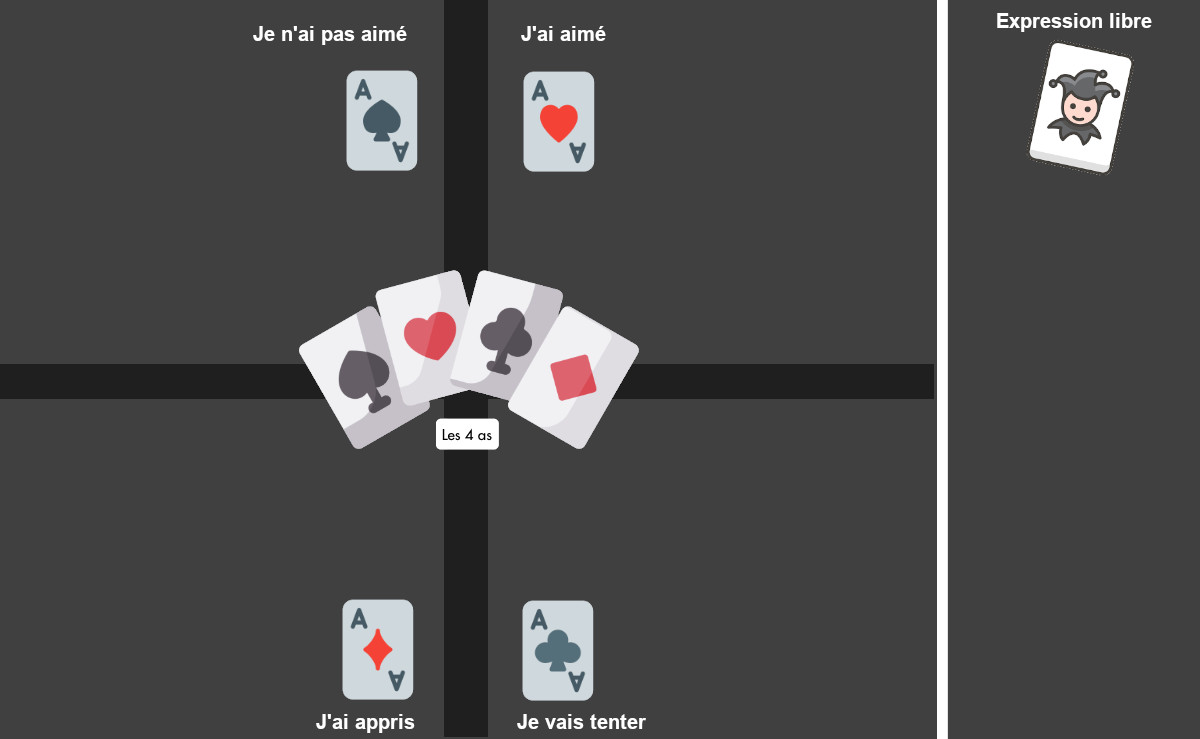 Je n'ai pas aimé
J'ai aimé
Expression libre
A
A
A
A
Les 4 as
A
A
A
A
J'ai appris
Je vais tenter